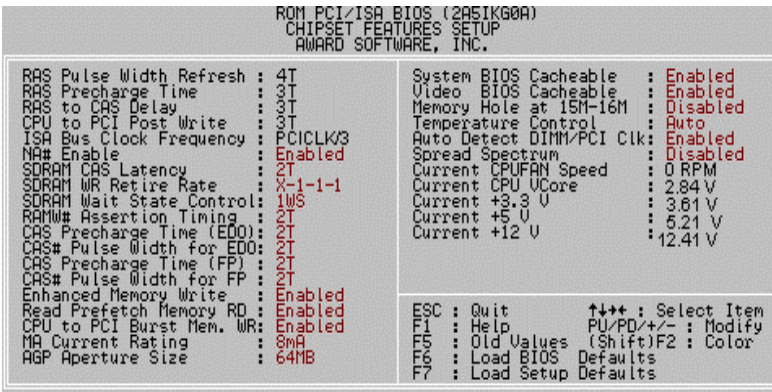 ROM PCI/ISA BIOS (2A5IKG0A)
CHIPSET FEATURES SETUP
AWARD SOFTWARE, INC.
RAS Pulse Width Refresh : 4T
RAS Precharge Time : 3T
RAS to CAS Delay : 3T
CPU to PCI Post Write : 3T
ISA Bus Clock Frequency : PCICLK/3
NA# Enable : Enabled
SDRAM CAS Latency : 2T
SDRAM WR Retire Rate : X-1-1-1
SDRAM Wait State Control: 1WS
RAMW# Assertion Timing : 2T
CAS Precharge Time (EDO): 2T
CAS# Pulse Width for EDO: 2T
CAS Precharge Time (FP) : 2T
CAS# Pulse Width for FP : 2T
Enhanced Memory Write : Enabled
Read Prefetch Memory RD : Enabled
CPU to PCI Burst Mem. WR: Enabled
MA Current Rating : 8mA
AGP Aperture Size : 64MB
System BIOS Cacheable : Enabled
Video BIOS Cacheable : Enabled
Memory Hole at 15M-16M : Disabled
Temperature Control : Auto
Auto Detect DIMM/PCI Clk: Enabled
Spread Spectrum : Disabled
Current CPUFAN Speed : 0 RPM
Current CPU VCore : 2.84 V
Current +3.3 V : 3.61 V
Current +5 V : 5.21 V
Current +12 V : 12.41 V
ESC : Quit ↑↓→← : Select Item
F1 : Help PU/PD/+/- : Modify
F5 : Old Values (Shift)F2 : Color
F6 : Load BIOS Defaults
F7 : Load Setup Defaults